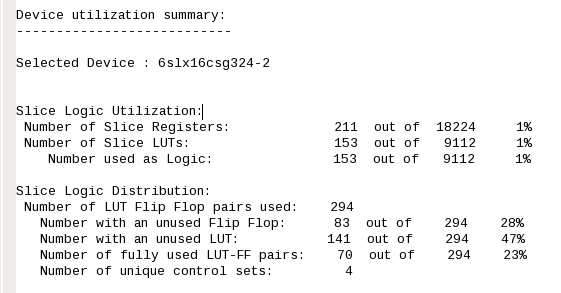 Device utilization summary:
---------------------------
Selected Device : 6slx16csg324-2
Slice Logic Utilization:
Number of Slice Registers: 211 out of 18224 1%
Number of Slice LUTs: 153 out of 9112 1%
Number used as Logic: 153 out of 9112 1%
Slice Logic Distribution:
Number of LUT Flip Flop pairs used: 294
Number with an unused Flip Flop: 83 out of 294 28%
Number with an unused LUT: 141 out of 294 47%
Number of fully used LUT-FF pairs: 70 out of 294 23%
Number of unique control sets: 4